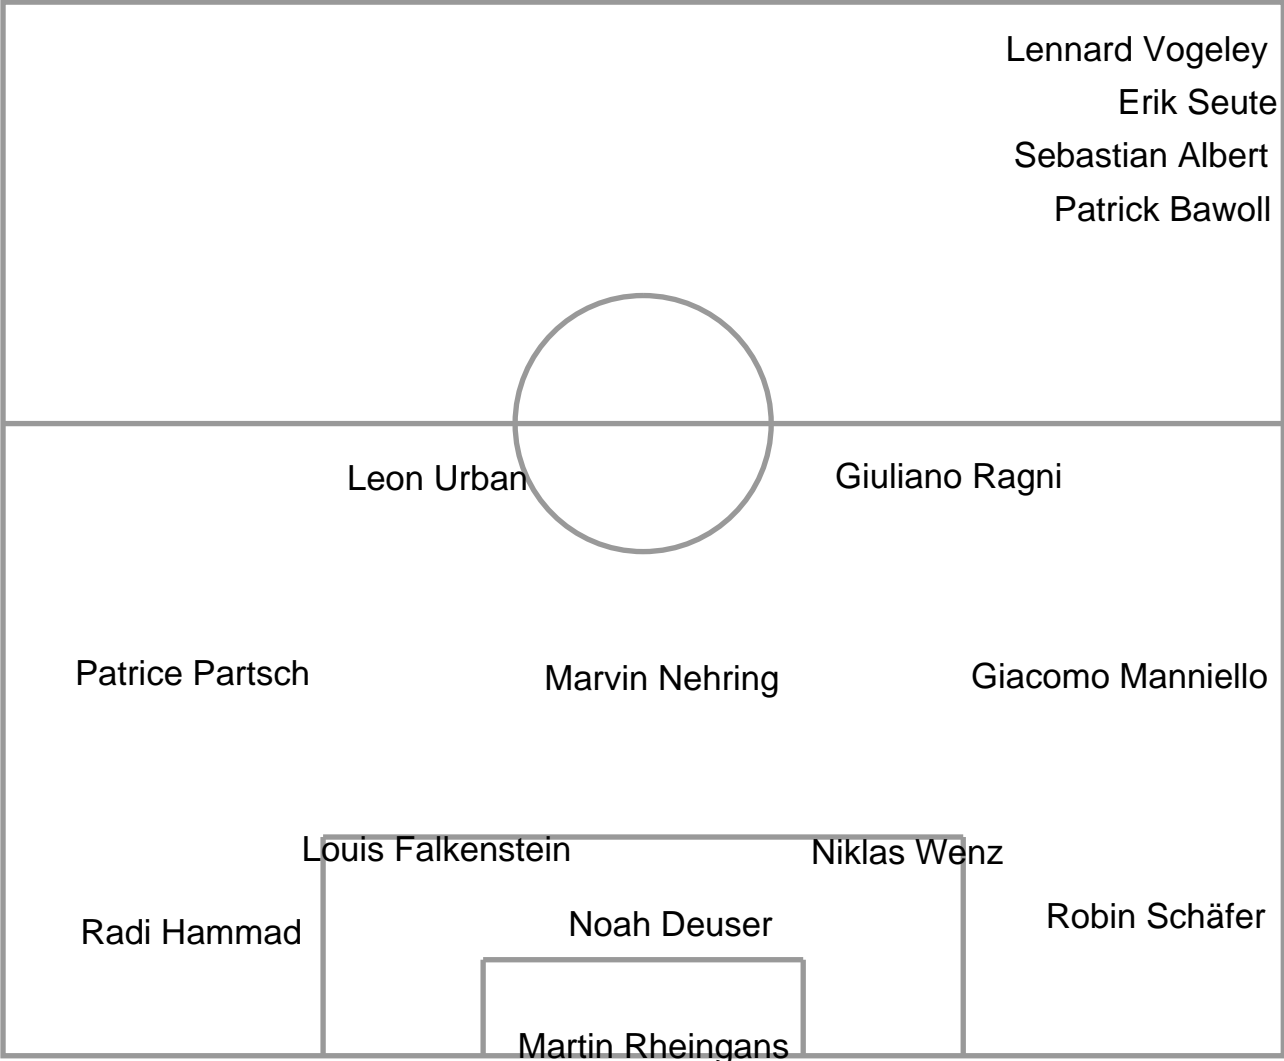 Lennard Vogeley
Erik Seute
Sebastian Albert
Patrick Bawoll
Leon Urban
Giuliano Ragni
Patrice Partsch
Marvin Nehring
Giacomo Manniello
Louis Falkenstein
Niklas Wenz
Radi Hammad
Noah Deuser
Robin Schäfer
Martin Rheingans